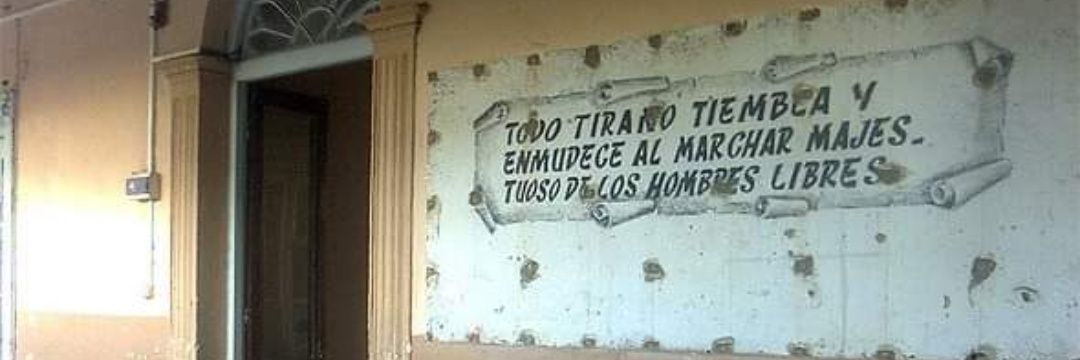 TODO TIRANO TIEMBLA Y
ENMUDECE AL MARCHAR MAJES-
TUOSO DE LOS HOMBRES LIBRES